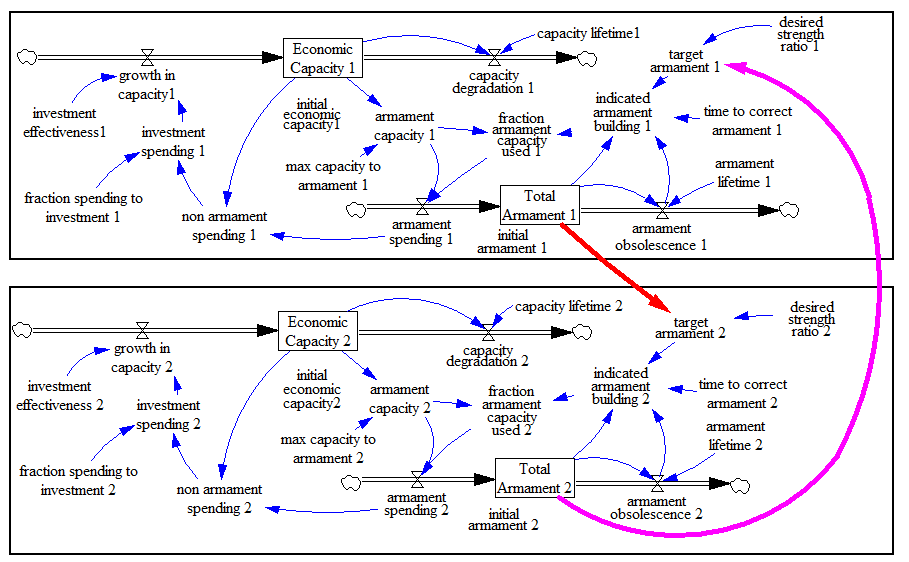 desired
strength
ratio 1
capacity lifetime1
Economic
Capacity 1
target
armament 1
growth in
capacity1
capacity
degradation 1
investment
effectiveness1
initial
economic
capacity1
indicated
armament
building 1
time to correct
armament 1
investment
spending 1
armament
capacity 1
fraction
armament
capacity
used 1
max capacity to
armament 1
armament
lifetime 1
fraction spending to
investment 1
non armament
spending 1
Total
Armament 1
armament
spending 1
initial
armament 1
armament
obsolescence 1
capacity lifetime 2
desired
strength
ratio 2
Economic
Capacity 2
target
armament 2
growth in
capacity 2
capacity
degradation 2
investment
effectiveness 2
initial
economic
capacity2
indicated
armament
building 2
time to correct
armament 2
investment
spending 2
armament
capacity 2
fraction
armament
capacity
used 2
max capacity to
armament 2
armament
lifetime 2
fraction spending to
investment 2
non armament
spending 2
Total
Armament 2
armament
spending 2
initial
armament 2
armament
obsolescence 2